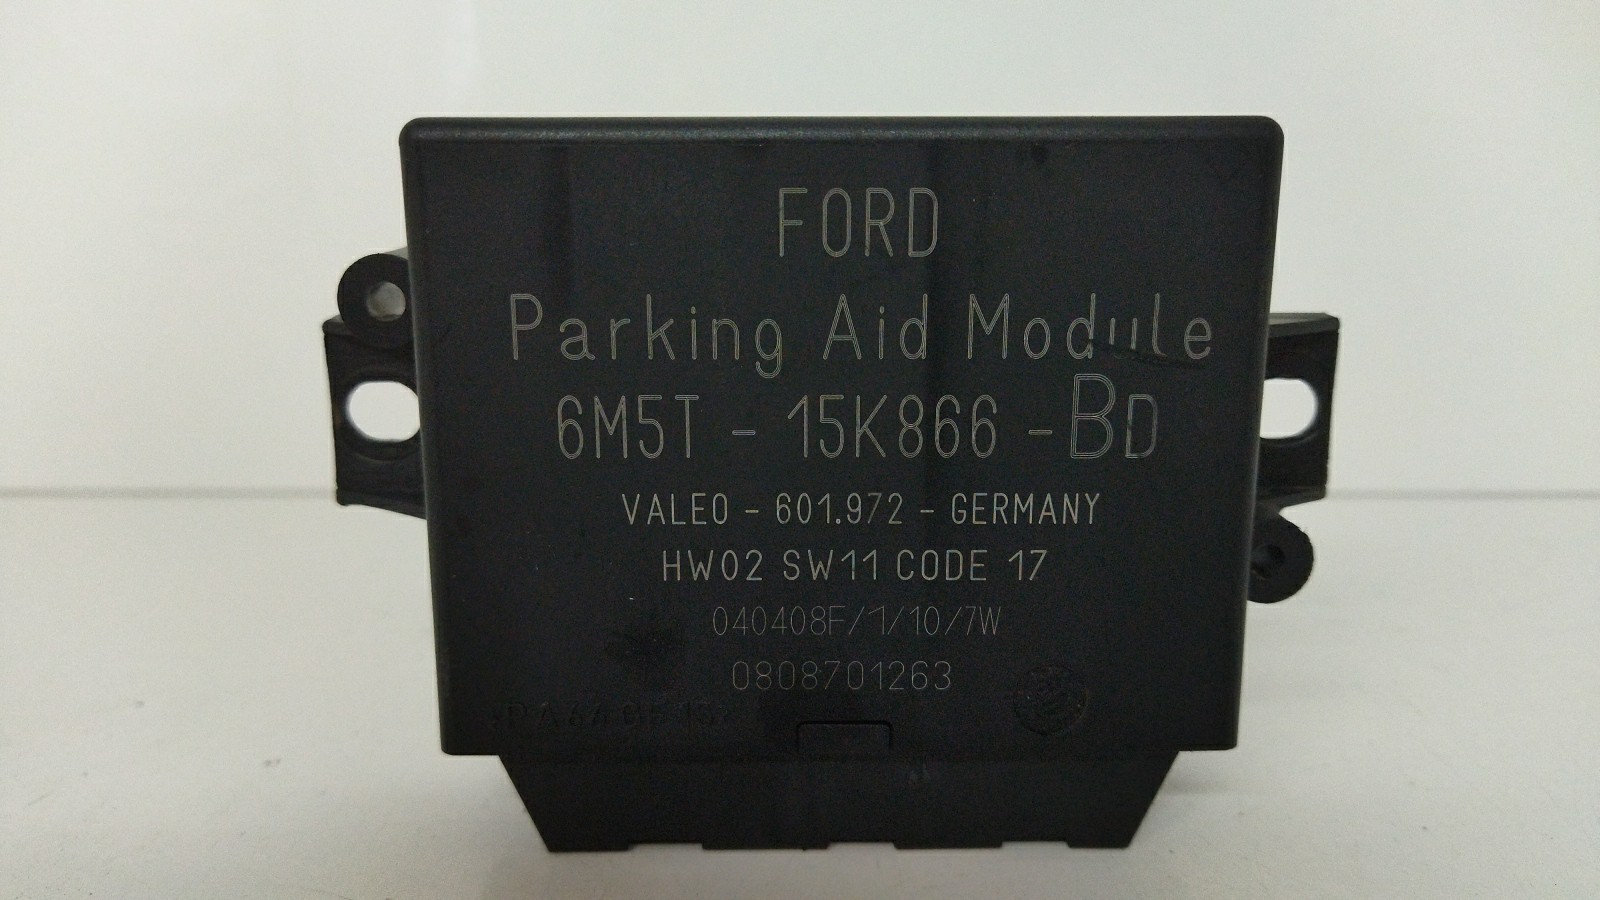 FORD
Parking Aid Module
6M5T - 15K866 - BD
VALEO - 601.972 - GERMANY
HW02 SW11 CODE 17
040408F/1/10/7W
0808701263